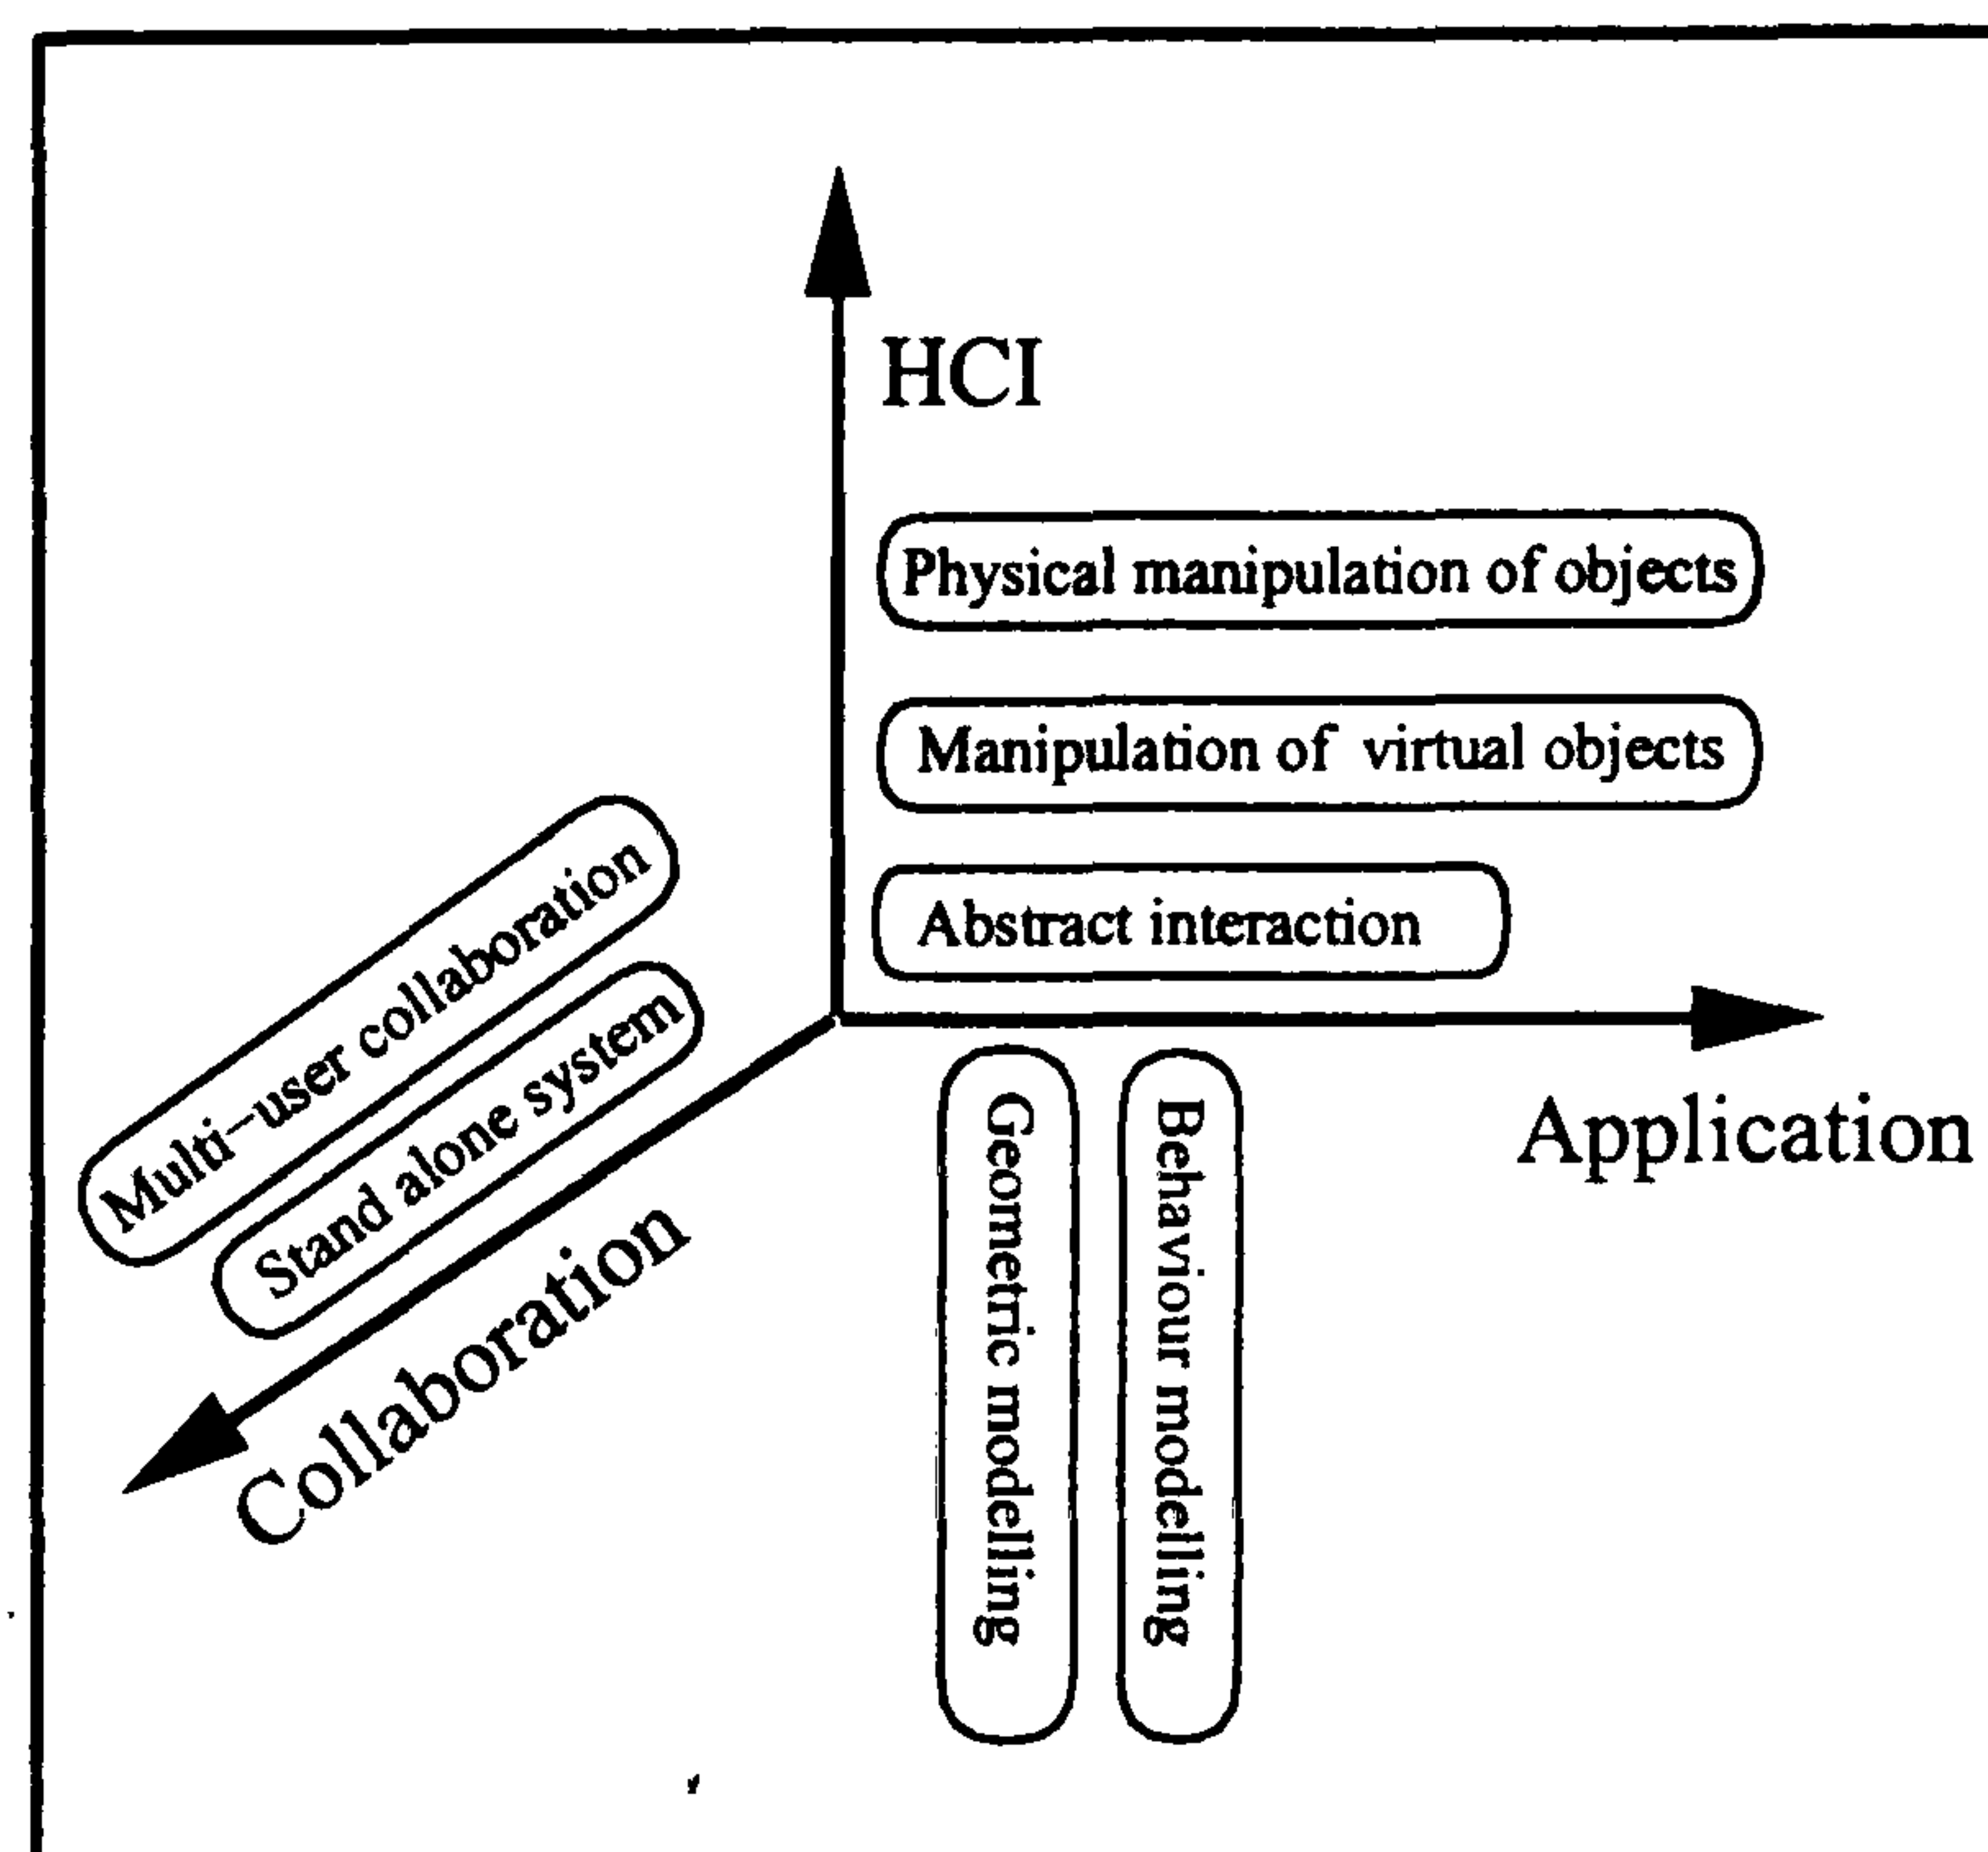 HCI
Physical manipulation of objects
Manipulation of virtual objects
Abstract interaction
Application
Multi-user collaboration
Stand alone system
Collaboration
Geometric modelling
Behaviour modelling